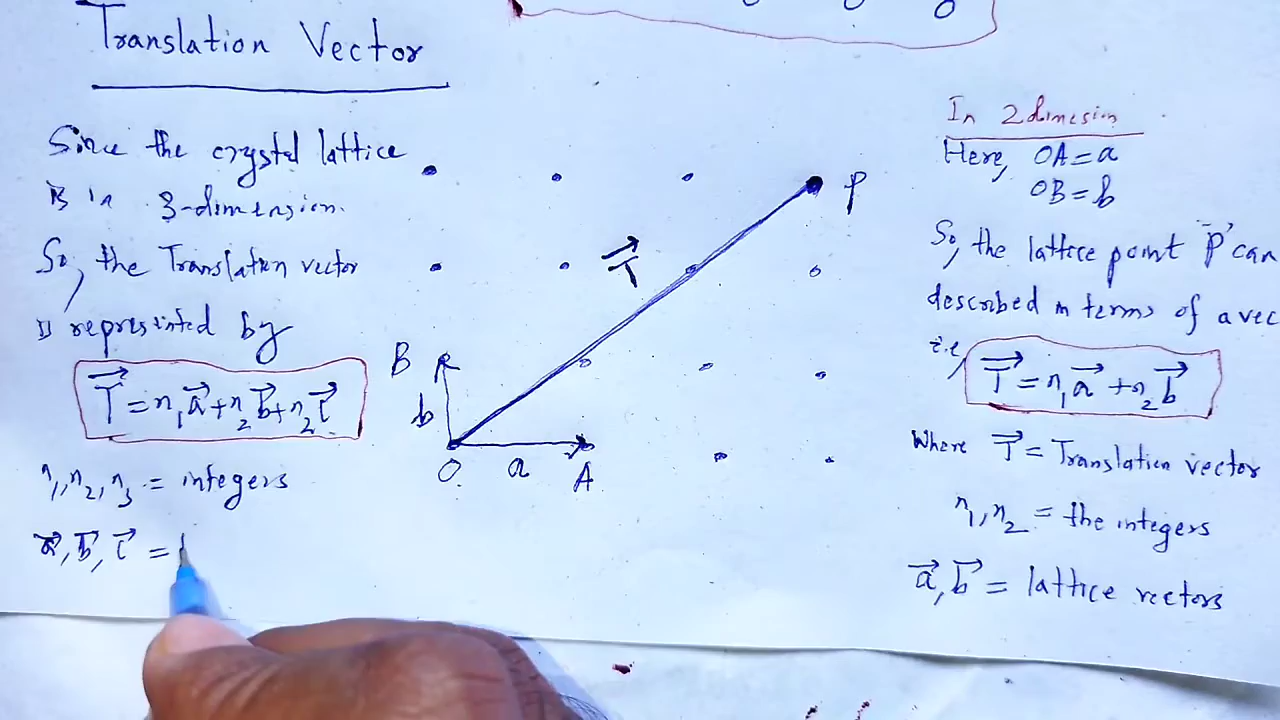 Translation Vector
Since the crystal lattice
is in 3-dimension.
So, the Translation vector
is represented by
T⃗ = n₁a⃗ + n₂b⃗ + n₂c⃗
n₁, n₂, n₃ = integers
a⃗, b⃗, c⃗ =
P
T⃗
B
b
O
a
A
In 2 dimesion
Here, OA = a
OB = b
So, the lattice point 'P' can
described in terms of a vec
i.e,
T⃗ = n₁a⃗ + n₂b⃗
Where T⃗ = Translation vector
n₁, n₂ = the integers
a⃗, b⃗ = lattice vectors